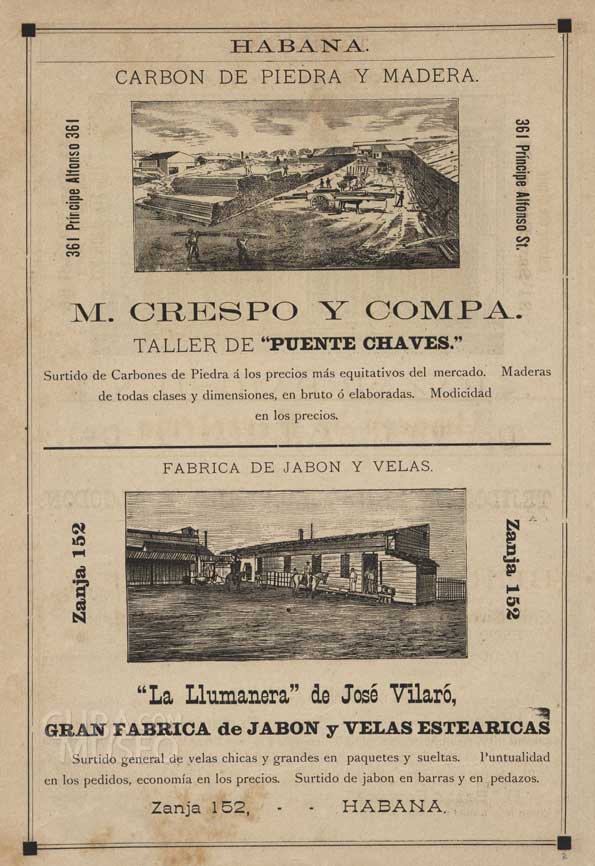 HABANA.
CARBON DE PIEDRA Y MADERA.
361 Príncipe Alfonso 361
361 Príncipe Alfonso St.
M. CRESPO Y COMPA.
TALLER DE “PUENTE CHAVES.”
Surtido de Carbones de Piedra á los precios más equitativos del mercado. Maderas
de todas clases y dimensiones, en bruto ó elaboradas. Modicidad
en los precios.
FABRICA DE JABON Y VELAS.
Zanja 152
Zanja 152
“La Llumanera” de José Vilaró,
GRAN FABRICA de JABON y VELAS ESTEARICAS
Surtido general de velas chicas y grandes en paquetes y sueltas. Puntualidad
en los pedidos, economía en los precios. Surtido de jabon en barras y en pedazos.
Zanja 152, - - HABANA.
CUBA
MUSEO
2